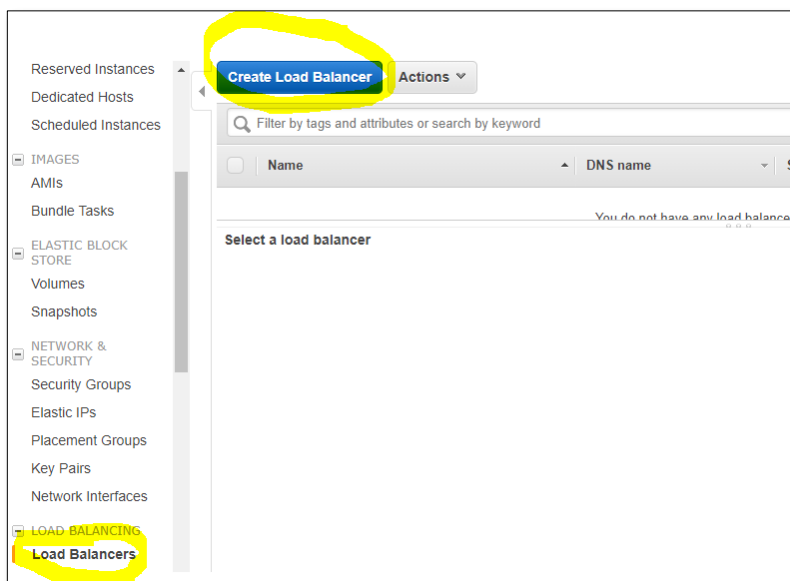 Reserved Instances
Dedicated Hosts
Scheduled Instances
IMAGES
AMIs
Bundle Tasks
ELASTIC BLOCK
STORE
Volumes
Snapshots
NETWORK &
SECURITY
Security Groups
Elastic IPs
Placement Groups
Key Pairs
Network Interfaces
LOAD BALANCING
Load Balancers
Create Load Balancer Actions
Filter by tags and attributes or search by keyword
Name DNS name S
You do not have any load balance
Select a load balancer